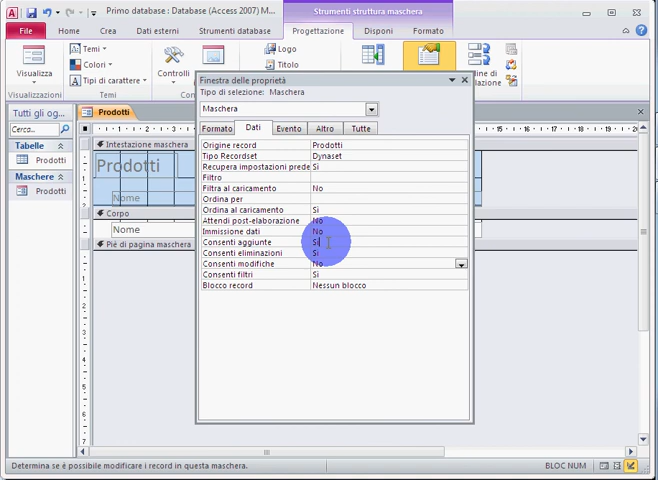 Primo database : Database (Access 2007) M...
Strumenti struttura maschera
File
Home
Crea
Dati esterni
Strumenti database
Progettazione
Disponi
Formato
Visualizza
Visualizzazioni
Temi
Colori
Tipi di carattere
Temi
Controlli
Logo
Titolo
Tutti gli og...
Cerca...
Tabelle
Prodotti
Maschere
Prodotti
Prodotti
Intestazione maschera
Prodotti
Nome
Corpo
Nome
Piè di pagina maschera
Finestra delle proprietà
Tipo di selezione: Maschera
Maschera
Formato
Dati
Evento
Altro
Tutte
Origine record Prodotti
Tipo Recordset Dynaset
Recupera impostazioni prede Sì
Filtro
Filtra al caricamento No
Ordina per
Ordina al caricamento Sì
Attendi post-elaborazione No
Immissione dati No
Consenti aggiunte Sì
Consenti eliminazioni Sì
Consenti modifiche No
Consenti filtri Sì
Blocco record Nessun blocco
Determina se è possibile modificare i record in questa maschera.
BLOC NUM